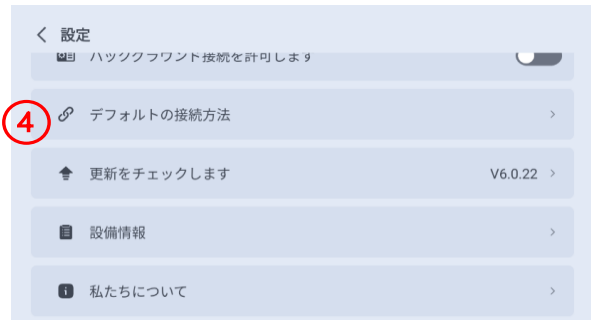 設定
バックグラウンド接続を許可します
④
デフォルトの接続方法
更新をチェックします V6.0.22
設備情報
私たちについて